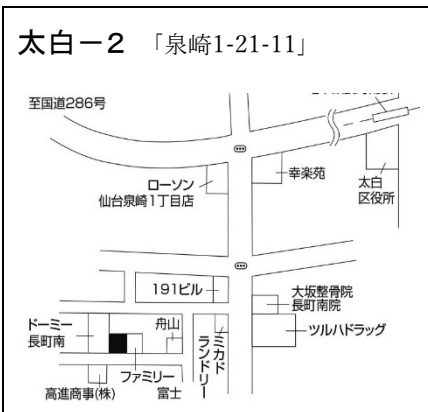 太白－2 「泉崎1-21-11」
至国道286号
ローソン
仙台泉崎1丁目店
幸楽苑
太白
区役所
191ビル
大坂整骨院
長町南院
ツルハドラッグ
ドーミー
長町南
舟山
ミカド
ランドリー
高進商事(株)
ファミリー
富士